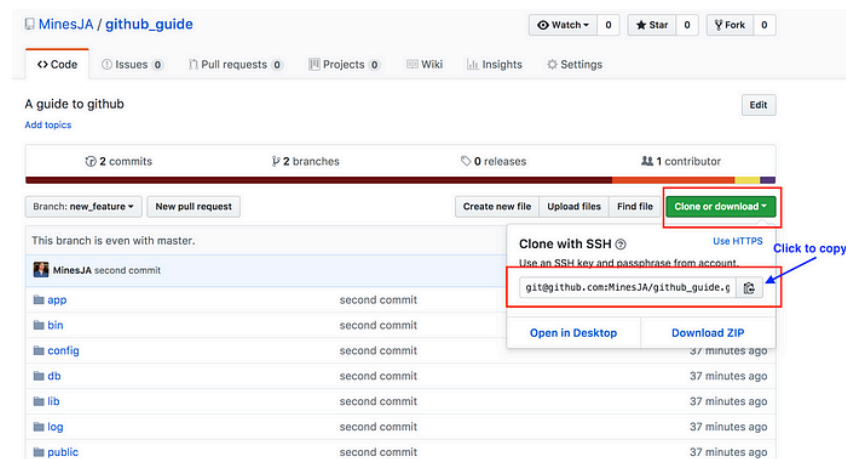 MinesJA / github_guide
Watch 0 Star 0 Fork 0
Code Issues 0 Pull requests 0 Projects 0 Wiki Insights Settings
A guide to github Edit
Add topics
2 commits 2 branches 0 releases 1 contributor
Branch: new_feature New pull request Create new file Upload files Find file Clone or download
This branch is even with master.
Clone with SSH Use HTTPS
Click to copy
MinesJA second commit
Use an SSH key and passphrase from account.
git@github.com:MinesJA/github_guide.g
app second commit
bin second commit
Open in Desktop Download ZIP
config second commit 37 minutes ago
db second commit 37 minutes ago
lib second commit 37 minutes ago
log second commit 37 minutes ago
public second commit 37 minutes ago